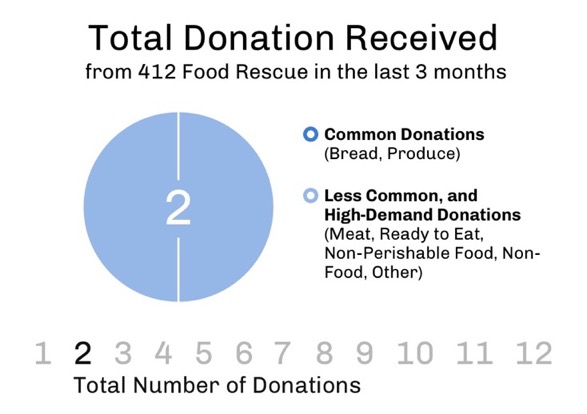 Total Donation Received
from 412 Food Rescue in the last 3 months
2
Common Donations
(Bread, Produce)
Less Common, and
High-Demand Donations
(Meat, Ready to Eat,
Non-Perishable Food, Non-
Food, Other)
1 2 3 4 5 6 7 8 9 10 11 12
Total Number of Donations